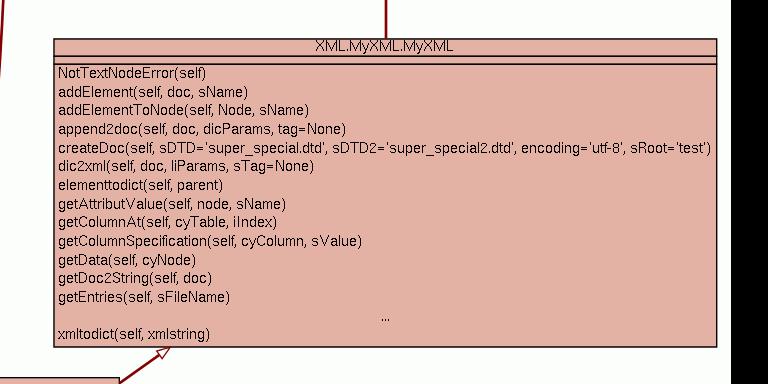 XML.MyXML.MyXML
NotTextNodeError(self)
addElement(self, doc, sName)
addElementToNode(self, Node, sName)
append2doc(self, doc, dicParams, tag=None)
createDoc(self, sDTD='super_special.dtd', sDTD2='super_special2.dtd', encoding='utf-8', sRoot='test')
dic2xml(self, doc, liParams, sTag=None)
elementtodict(self, parent)
getAttributValue(self, node, sName)
getColumnAt(self, cyTable, iIndex)
getColumnSpecification(self, cyColumn, sValue)
getData(self, cyNode)
getDoc2String(self, doc)
getEntries(self, sFileName)
...
xmltodict(self, xmlstring)